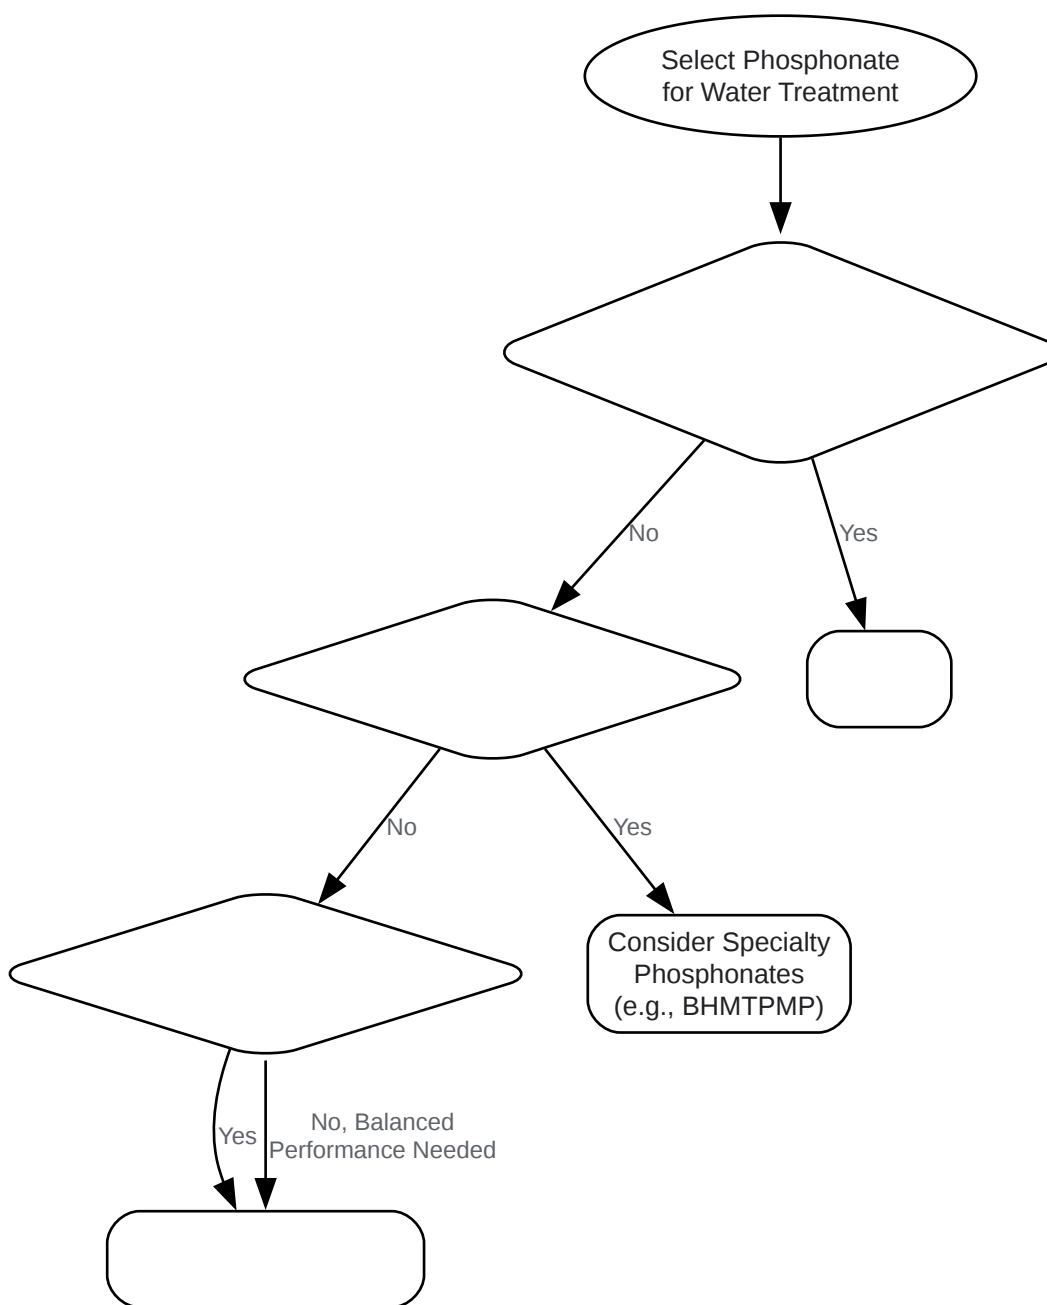 Select Phosphonate
for Water Treatment
No
Yes
No
Yes
Consider Specialty
Phosphonates
(e.g., BHMTPMP)
Yes
No, Balanced
Performance Needed